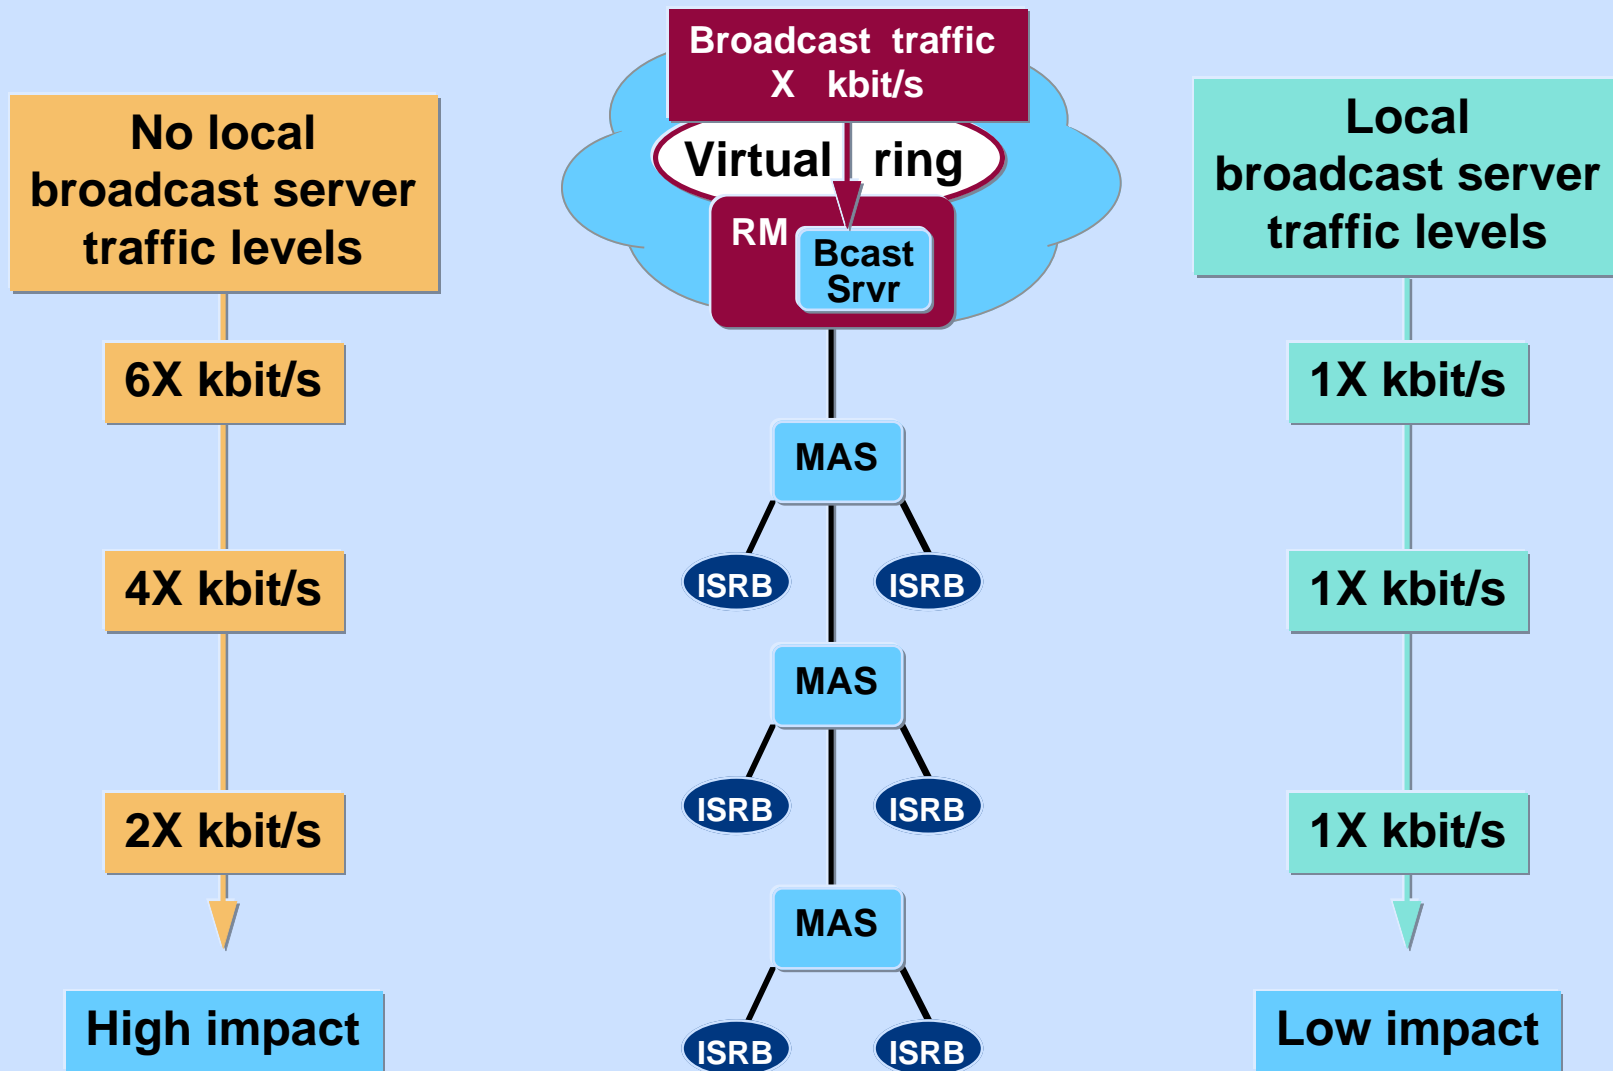 Broadcast traffic
X kbit/s
No local
broadcast server
traffic levels
Local
broadcast server
traffic levels
Virtual ring
RM
Bcast
Srvr
6X kbit/s
1X kbit/s
MAS
4X kbit/s
ISRB
ISRB
1X kbit/s
MAS
2X kbit/s
ISRB
ISRB
1X kbit/s
MAS
High impact
ISRB
ISRB
Low impact